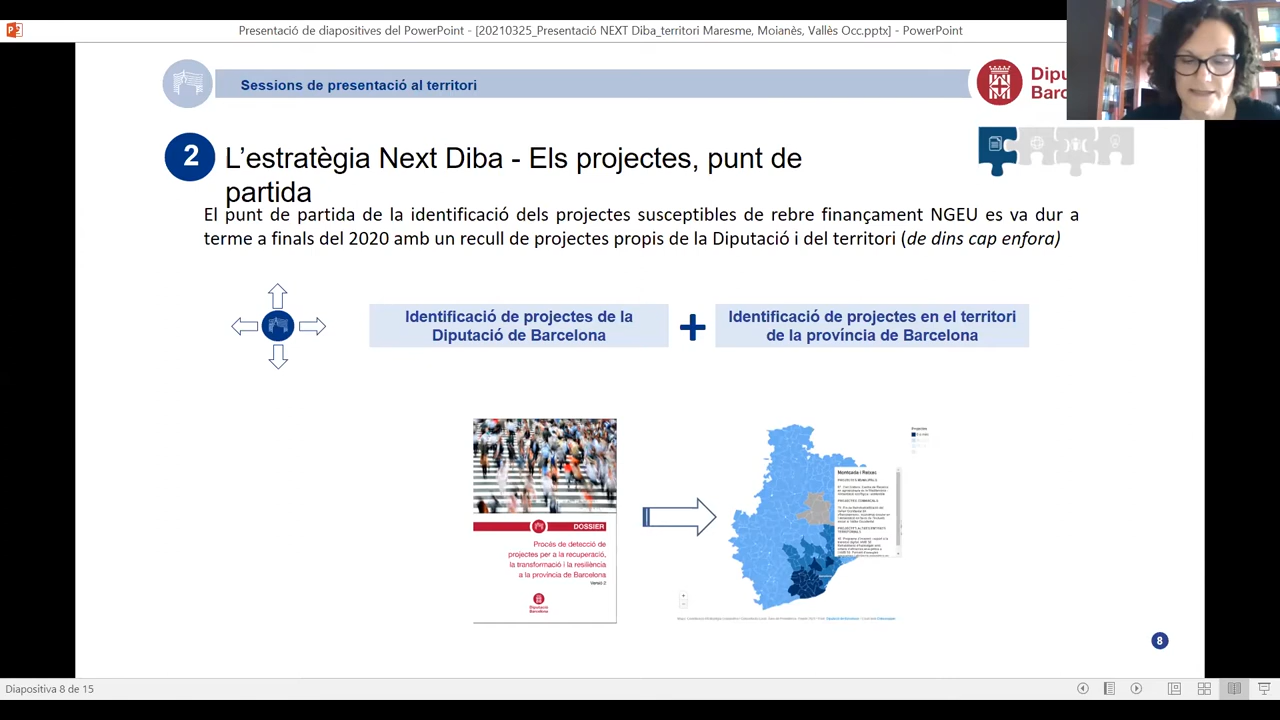 Presentació de diapositives del PowerPoint - [20210325_Presentació NEXT Diba_territori Maresme, Moianès, Vallès Occ.pptx] - PowerPoint
Sessions de presentació al territori
2
L'estratègia Next Diba - Els projectes, punt de
partida
El punt de partida de la identificació dels projectes susceptibles de rebre finançament NGEU es va dur a
terme a finals del 2020 amb un recull de projectes propis de la Diputació i del territori (de dins cap enfora)
Identificació de projectes de la
Diputació de Barcelona
+
Identificació de projectes en el territori
de la província de Barcelona
DOSSIER
Procés de detecció de
projectes per a la recuperació,
la transformació i la resiliència
a la província de Barcelona
Versió 2
Diputació
Barcelona
Projectes
Montcada i Reixac
8
Diapositiva 8 de 15